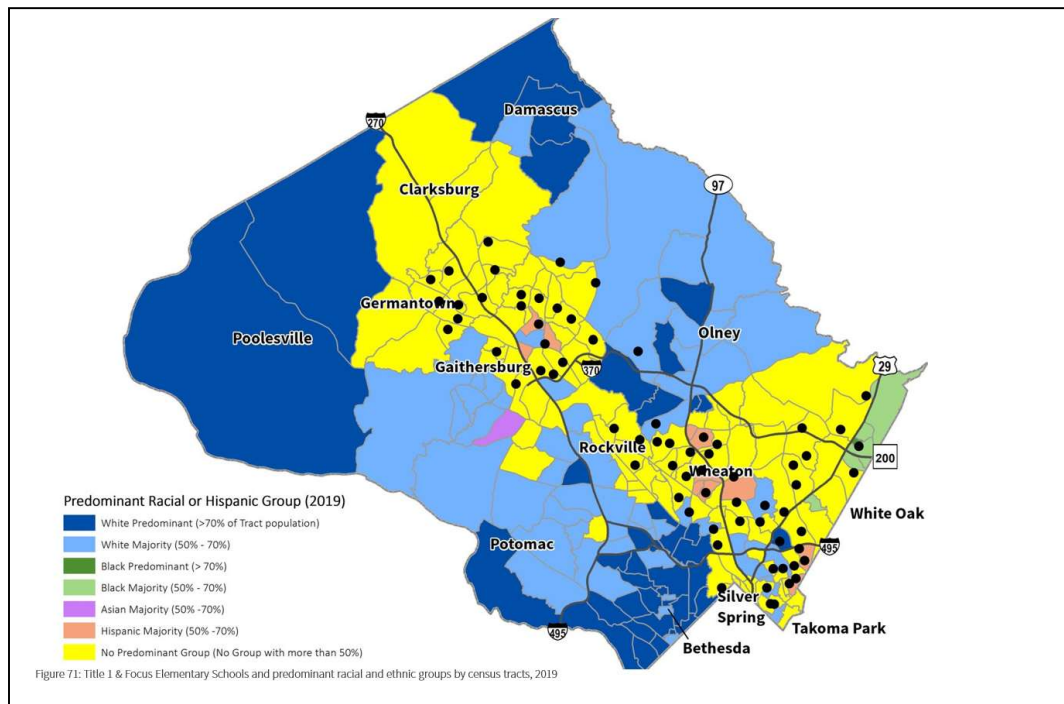 Damascus
270
97
Clarksburg
Germantown
Olney
Poolesville
29
Gaithersburg
370
Rockville
Wheaton
200
Predominant Racial or Hispanic Group (2019)
White Predominant (>70% of Tract population)
White Majority (50% - 70%)
Black Predominant (> 70%)
Black Majority (50% - 70%)
Asian Majority (50% -70%)
Hispanic Majority (50% -70%)
No Predominant Group (No Group with more than 50%)
White Oak
Potomac
495
Silver
Spring
Takoma Park
495
Bethesda
Figure 71: Title 1 & Focus Elementary Schools and predominant racial and ethnic groups by census tracts, 2019